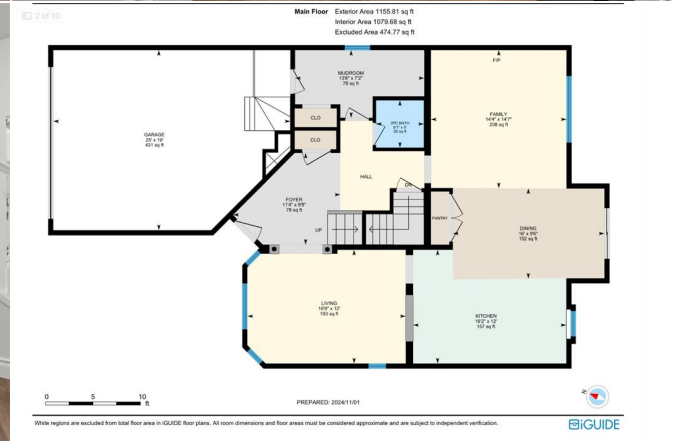 2 of 10
Main Floor Exterior Area 1155.81 sq ft
Interior Area 1079.68 sq ft
Excluded Area 474.77 sq ft
F/P
MUDROOM
13'8" x 7'2"
78 sq ft
CLO
CLO
2PC BATH
5'1" x 5'
25 sq ft
FAMILY
14'4" x 14'7"
208 sq ft
GARAGE
25' x 19'
431 sq ft
HALL
DN
FOYER
11'4" x 9'8"
78 sq ft
UP
PANTRY
DINING
16' x 9'6"
152 sq ft
LIVING
16'9" x 12'
193 sq ft
KITCHEN
16'2" x 12'
157 sq ft
0 5 10
ft
PREPARED: 2024/11/01
N
White regions are excluded from total floor area in iGUIDE floor plans. All room dimensions and floor areas must be considered approximate and are subject to independent verification.
iGUIDE